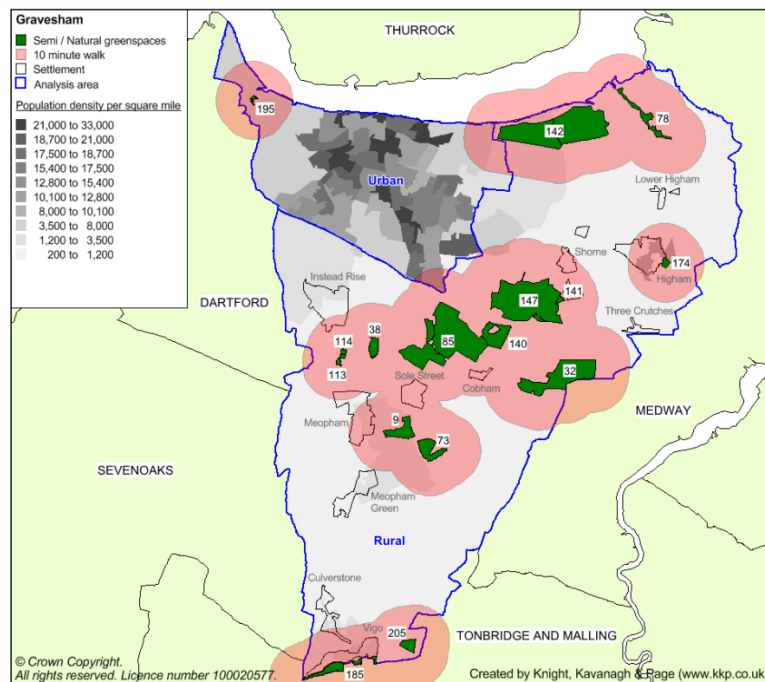 Gravesham
Semi / Natural greenspaces
10 minute walk
Settlement
Analysis area
Population density per square mile
21,000 to 33,000
18,700 to 21,000
17,500 to 18,700
15,400 to 17,500
12,800 to 15,400
10,100 to 12,800
8,000 to 10,100
3,500 to 8,000
1,200 to 3,500
200 to 1,200
THURROCK
195
142
78
Urban
Lower Higham
Shorne
174
Higham
Instead Rise
DARTFORD
147
141
Three Crutches
114
38
85
140
113
Sole Street
Cobham
32
Meopham
9
MEDWAY
73
SEVENOAKS
Meopham
Green
Rural
Culverstone
Vigo
205
TONBRIDGE AND MALLING
185
© Crown Copyright.
All rights reserved. Licence number 100020577.
Created by Knight, Kavanagh & Page (www.kkp.co.uk